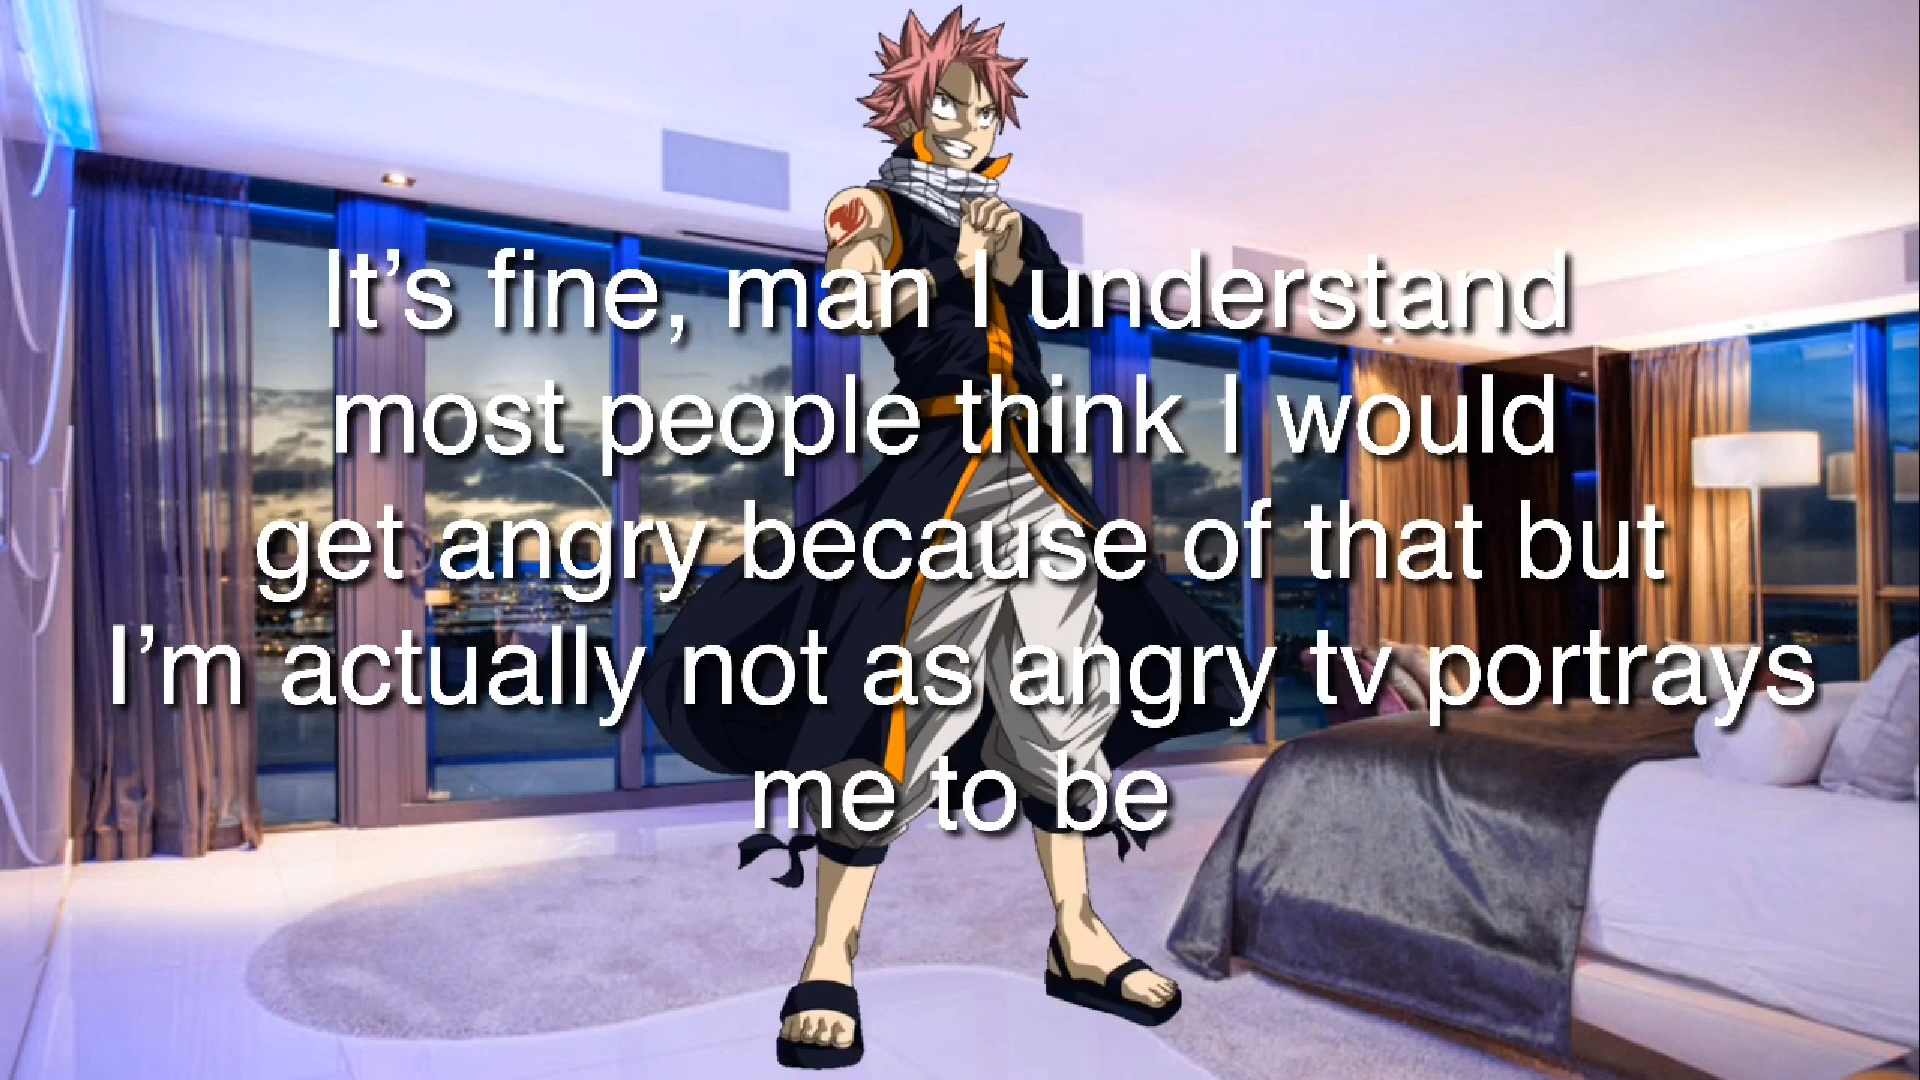 It’s fine, man I understand
most people think I would
get angry because of that but
I’m actually not as angry tv portrays
me to be